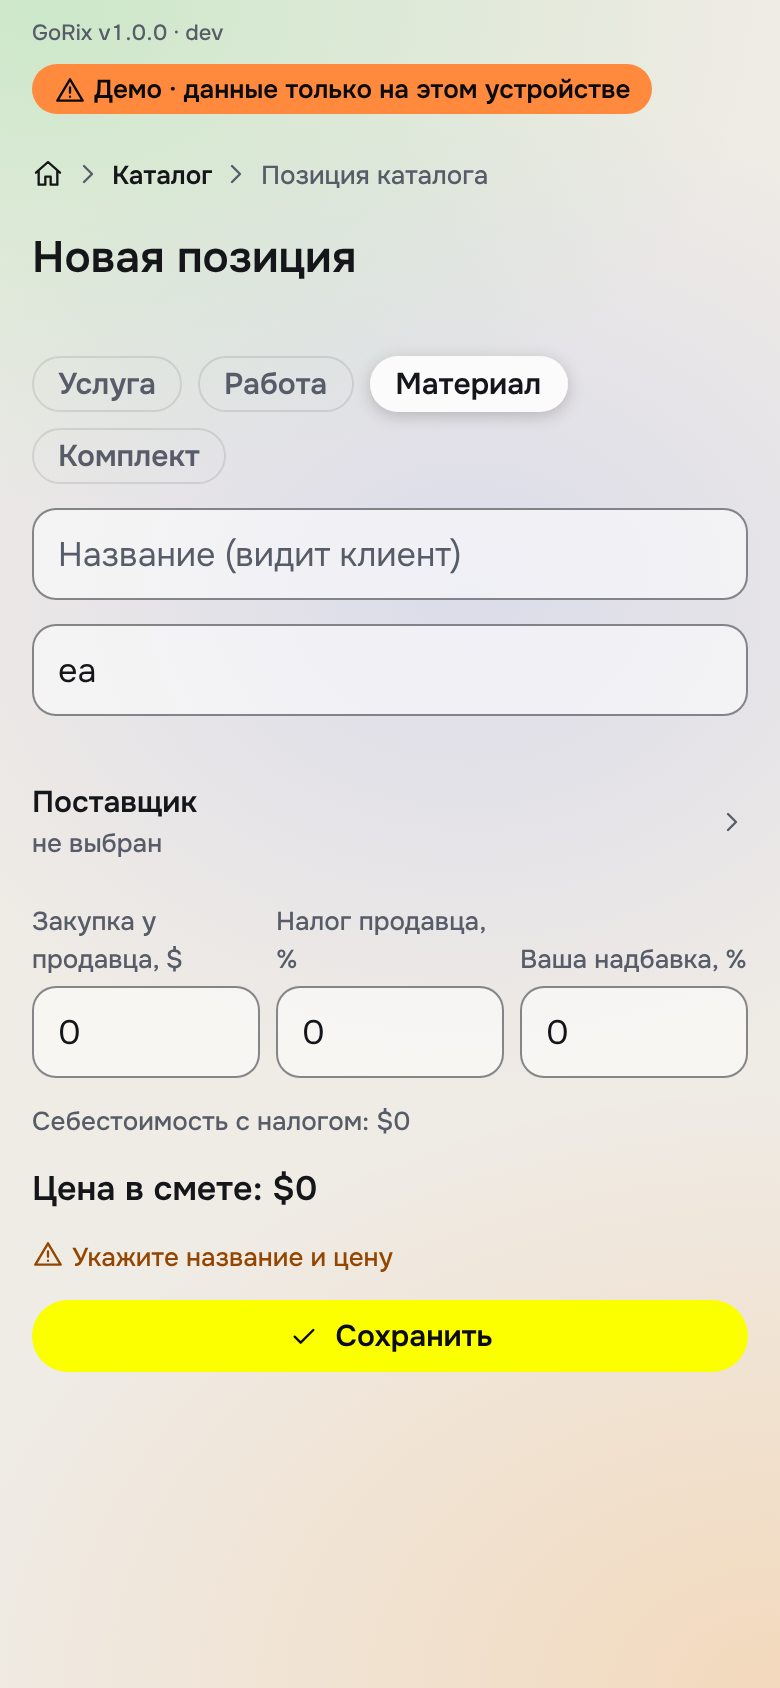 GoRix v1.0.0 · dev
Демо · данные только на этом устройстве
Каталог
Позиция каталога
Новая позиция
Услуга
Работа
Материал
Комплект
Название (видит клиент)
ea
Поставщик
не выбран
Закупка у
продавца, $
Налог продавца,
%
Ваша надбавка, %
0
0
0
Себестоимость с налогом: $0
Цена в смете: $0
Укажите название и цену
Сохранить